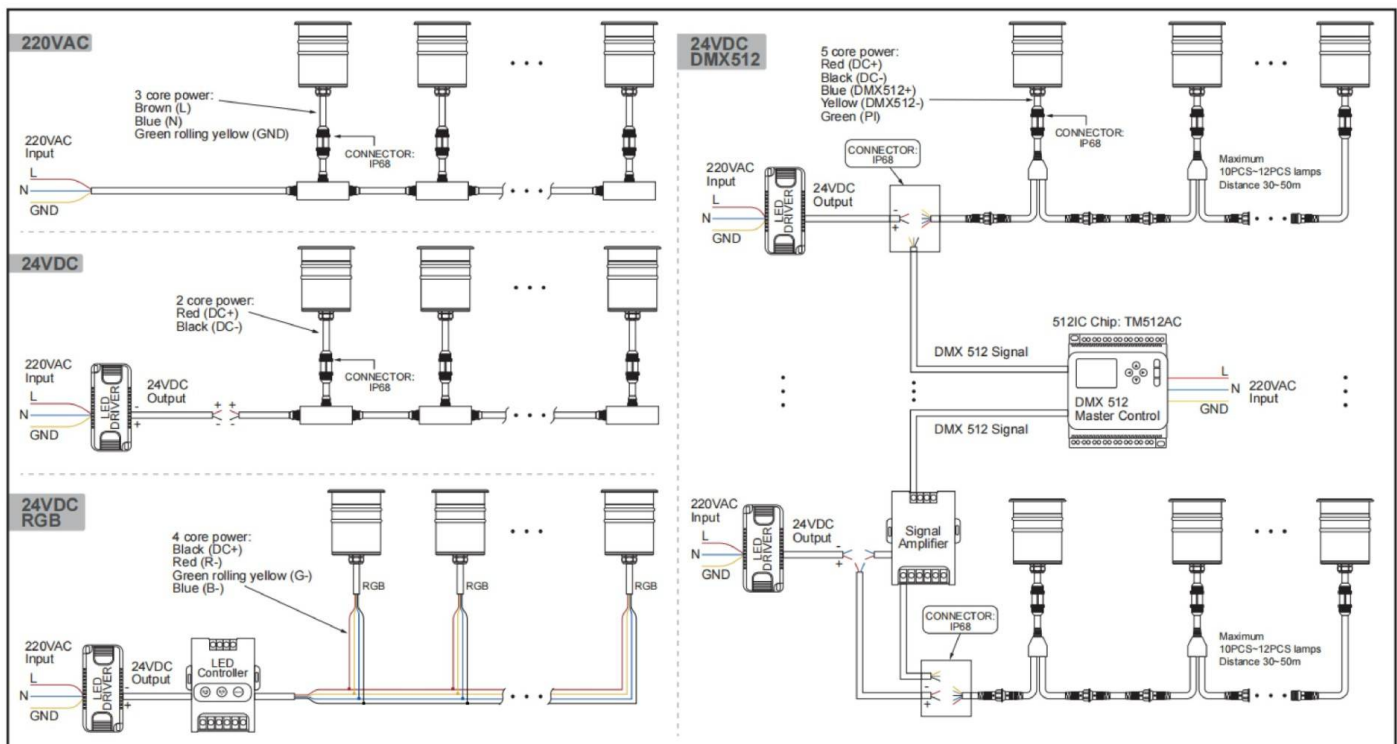 220VAC
3 core power:
Brown (L)
Blue (N)
Green rolling yellow (GND)
CONNECTOR:
IP68
220VAC
Input
L
N
GND
24VDC
2 core power:
Red (DC+)
Black (DC-)
CONNECTOR:
IP68
220VAC
Input
L
N
GND
LED
DRIVER
24VDC
Output
-
+
+ +
- -
24VDC
RGB
4 core power:
Black (DC+)
Red (R-)
Green rolling yellow (G-)
Blue (B-)
RGB
RGB
RGB
220VAC
Input
L
N
GND
LED
DRIVER
24VDC
Output
-
+
LED
Controller
24VDC
DMX512
5 core power:
Red (DC+)
Black (DC-)
Blue (DMX512+)
Yellow (DMX512-)
Green (PI)
CONNECTOR:
IP68
CONNECTOR:
IP68
220VAC
Input
L
N
GND
LED
DRIVER
24VDC
Output
-
+
Maximum
10PCS~12PCS lamps
Distance 30~50m
512IC Chip: TM512AC
DMX 512 Signal
DMX 512
Master Control
L
N
GND
220VAC
Input
DMX 512 Signal
220VAC
Input
L
N
GND
LED
DRIVER
24VDC
Output
-
+
Signal
Amplifier
CONNECTOR:
IP68
-
+
Maximum
10PCS~12PCS lamps
Distance 30~50m